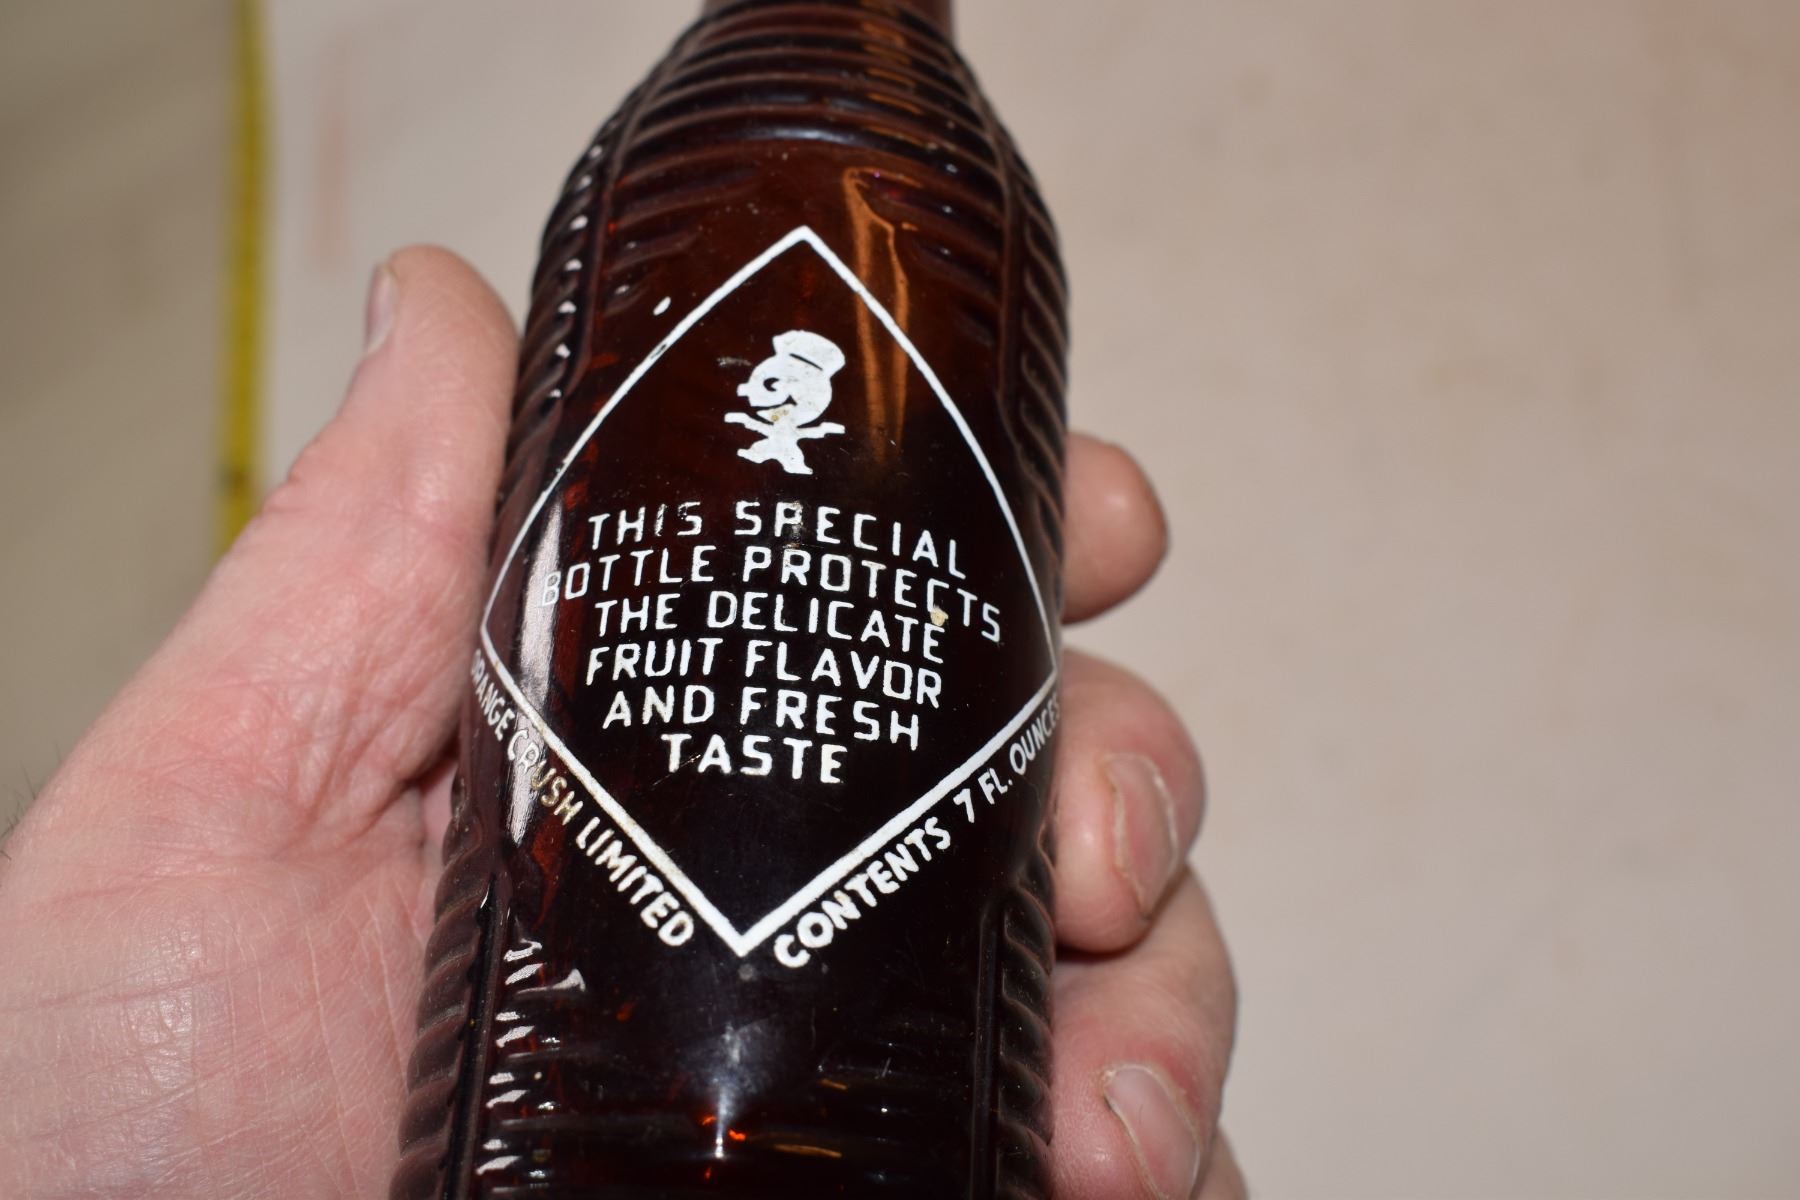 THIS SPECIAL
BOTTLE PROTECTS
THE DELICATE
FRUIT FLAVOR
AND FRESH
TASTE
ORANGE CRUSH LIMITED
CONTENTS 7 FL. OUNCES